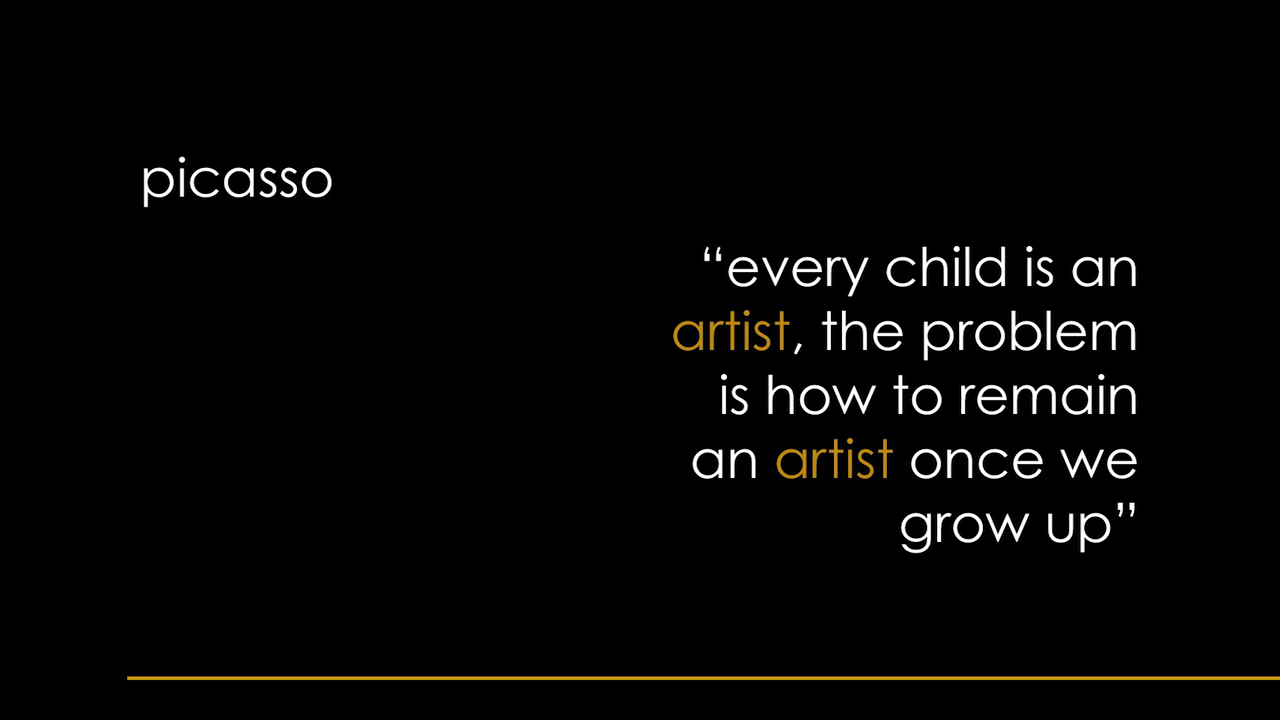 picasso
“every child is an
artist, the problem
is how to remain
an artist once we
grow up”